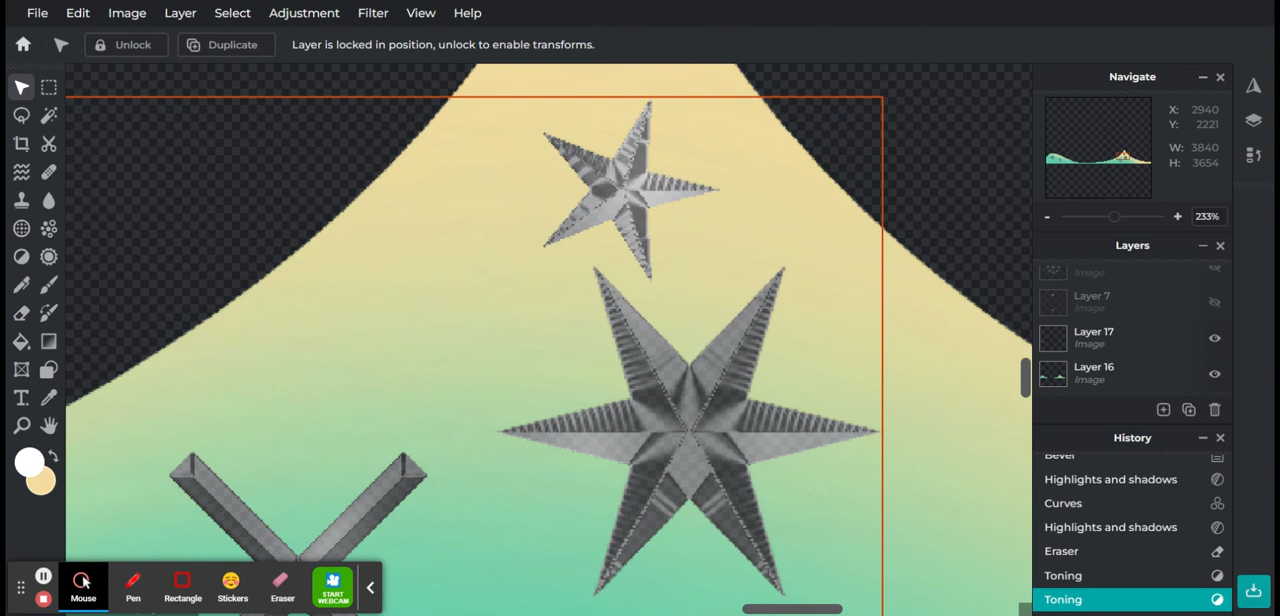 File Edit Image Layer Select Adjustment Filter View Help
Unlock Duplicate Layer is locked in position, unlock to enable transforms.
Navigate
X: 2940
Y: 2221
W: 3840
H: 3654
- + 233%
Layers
Image
Layer 7
Image
Layer 17
Image
Layer 16
Image
History
Bevel
Highlights and shadows
Curves
Highlights and shadows
Eraser
Toning
Toning
T
Mouse Pen Rectangle Stickers Eraser START WEBCAM